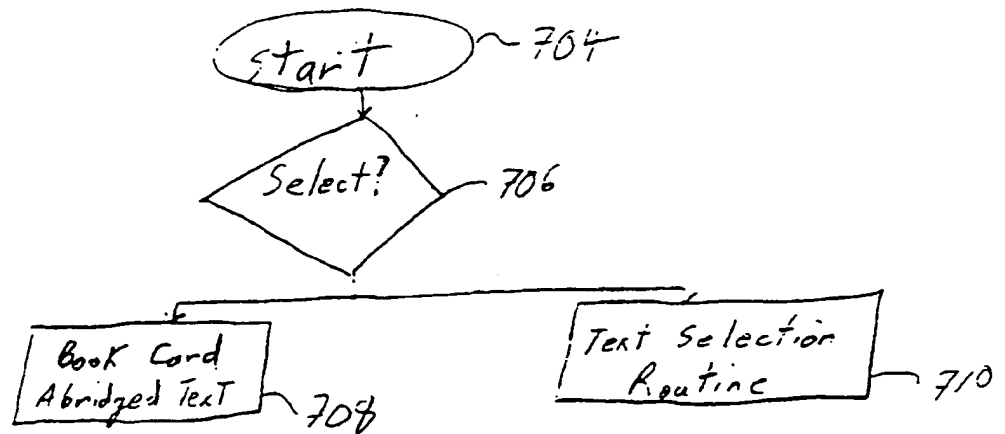 Start
704
Select?
706
Book Card
Abridged Text
708
Text Selection
Routine
710